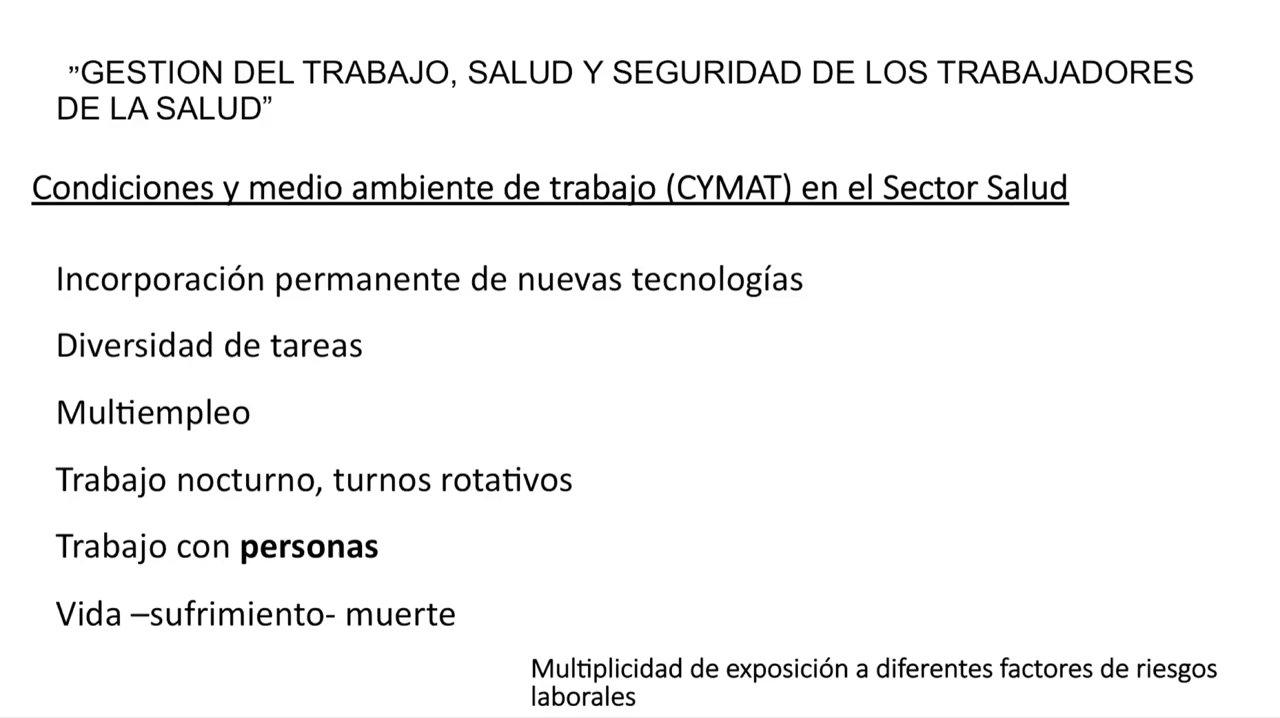 ”GESTION DEL TRABAJO, SALUD Y SEGURIDAD DE LOS TRABAJADORES
DE LA SALUD”
Condiciones y medio ambiente de trabajo (CYMAT) en el Sector Salud
Incorporación permanente de nuevas tecnologías
Diversidad de tareas
Multiempleo
Trabajo nocturno, turnos rotativos
Trabajo con personas
Vida –sufrimiento- muerte
Multiplicidad de exposición a diferentes factores de riesgos
laborales